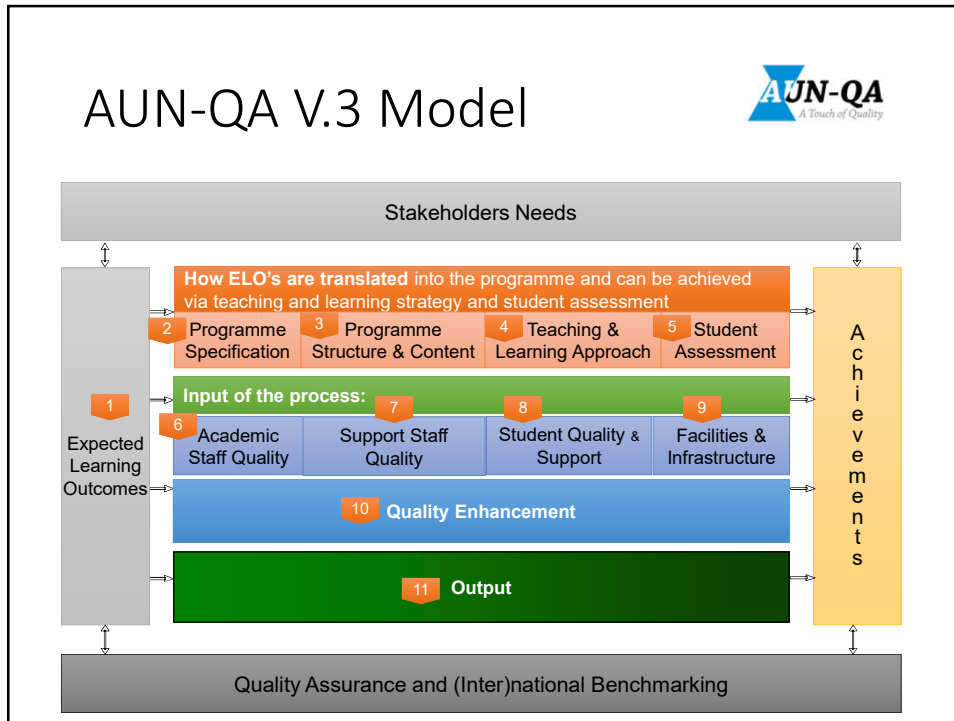 AUN-QA V.3 Model
AUN-QA
A Touch of Quality
Stakeholders Needs
How ELO's are translated into the programme and can be achieved
via teaching and learning strategy and student assessment
2 Programme
Specification
3 Programme
Structure & Content
4 Teaching &
Learning Approach
5 Student
Assessment
1
Expected
Learning
Outcomes
Input of the process:
6 Academic
Staff Quality
7
Support Staff
Quality
8
Student Quality &
Support
9
Facilities &
Infrastructure
10 Quality Enhancement
11 Output
Achievements
Quality Assurance and (Inter)national Benchmarking